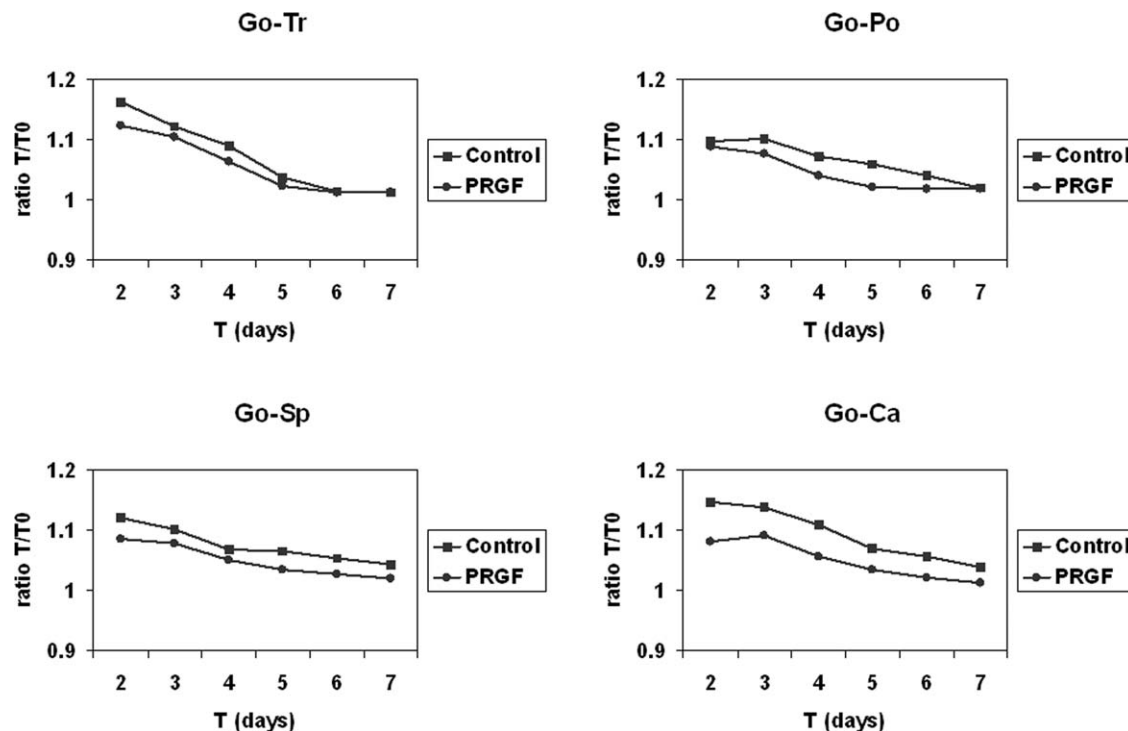 Go-Tr
1.2
1.1
1
0.9
ratio T/T0
2 3 4 5 6 7
T (days)
Control
PRGF
Go-Po
1.2
1.1
1
0.9
ratio T/T0
2 3 4 5 6 7
T (days)
Control
PRGF
Go-Sp
1.2
1.1
1
0.9
ratio T/T0
2 3 4 5 6 7
T (days)
Control
PRGF
Go-Ca
1.2
1.1
1
0.9
ratio T/T0
2 3 4 5 6 7
T (days)
Control
PRGF